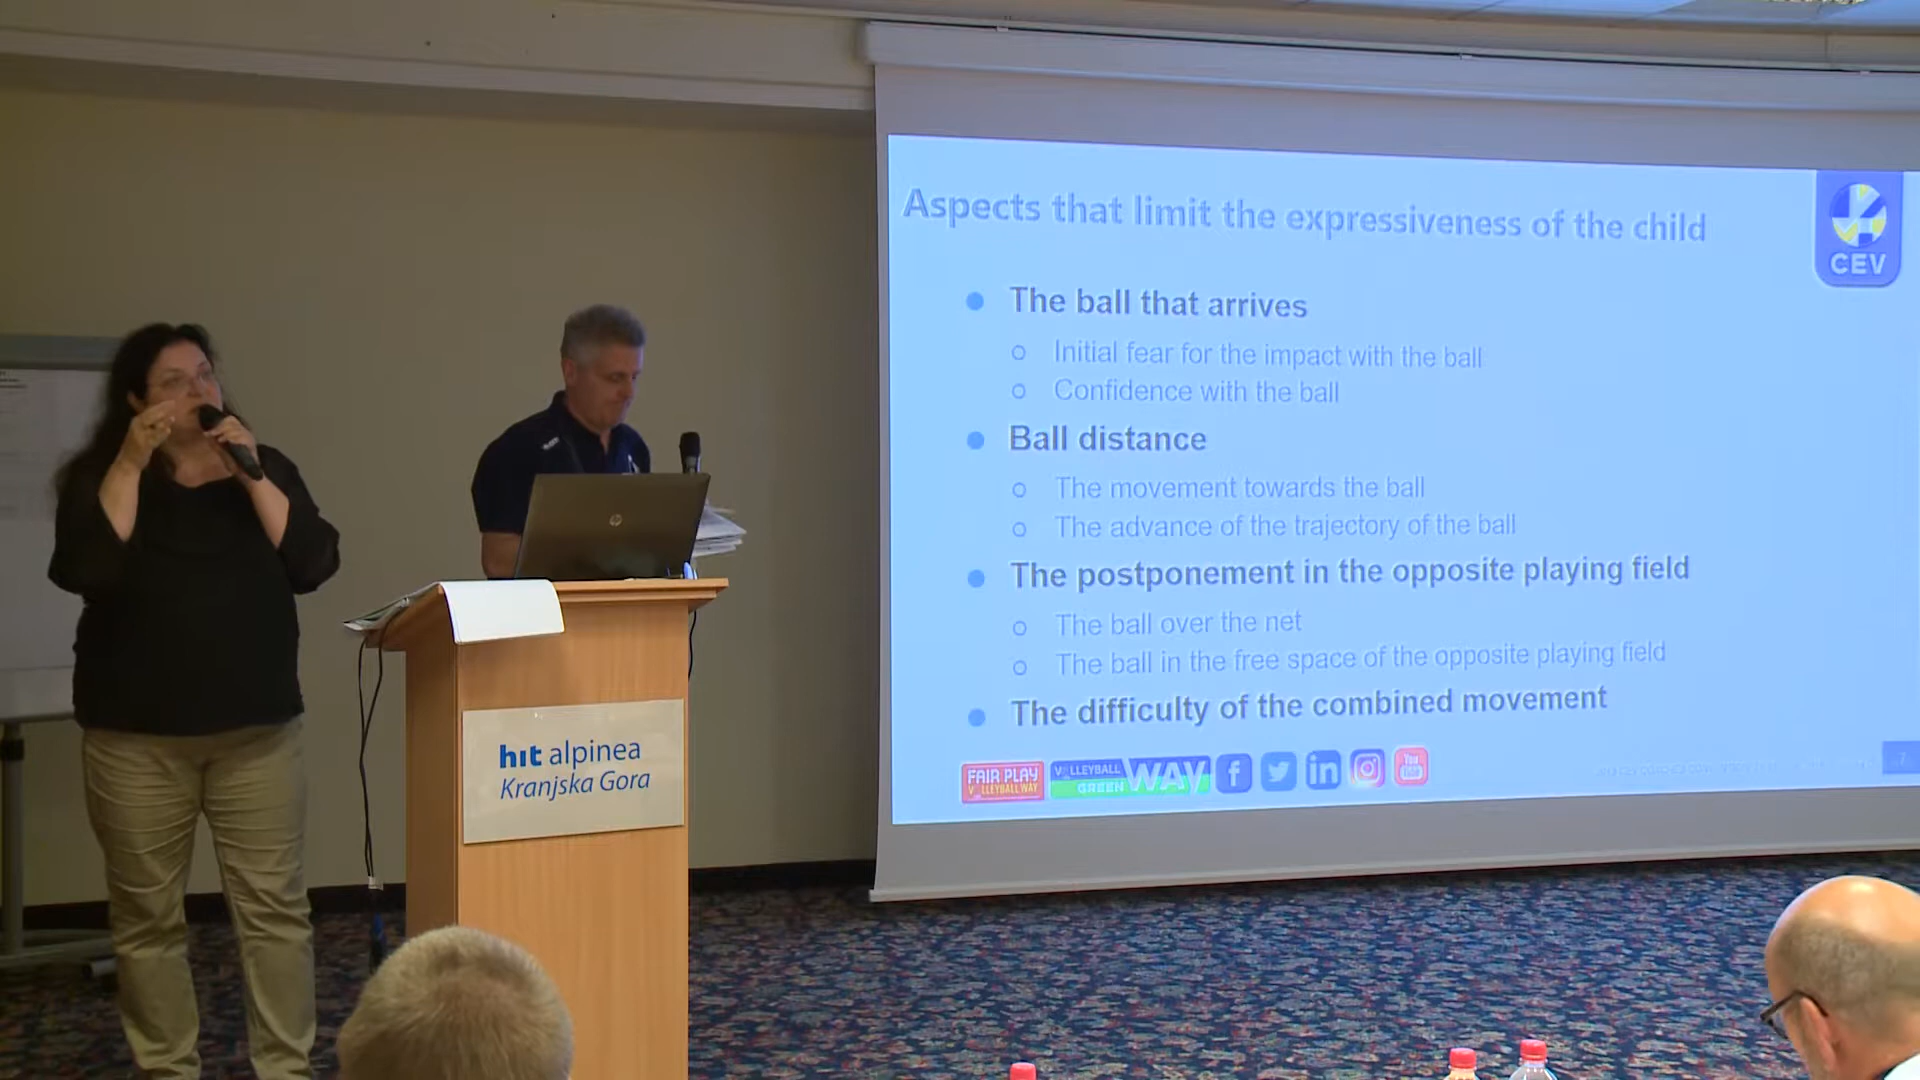 Aspects that limit the expressiveness of the child
CEV
The ball that arrives
Initial fear for the impact with the ball
Confidence with the ball
Ball distance
The movement towards the ball
The advance of the trajectory of the ball
The postponement in the opposite playing field
The ball over the net
The ball in the free space of the opposite playing field
The difficulty of the combined movement
FAIR PLAY
VOLLEYBALL WAY
VOLLEYBALL
GREEN WAY
You
Tube
7
hp
hit alpinea
Kranjska Gora